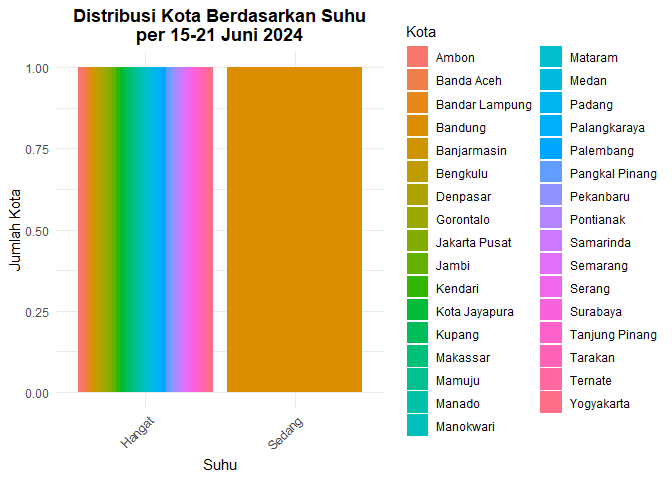 Distribusi Kota Berdasarkan Suhu
per 15-21 Juni 2024
Jumlah Kota
1.00
0.75
0.50
0.25
0.00
Hangat
Sedang
Suhu
Kota
Ambon
Banda Aceh
Bandar Lampung
Bandung
Banjarmasin
Bengkulu
Denpasar
Gorontalo
Jakarta Pusat
Jambi
Kendari
Kota Jayapura
Kupang
Makassar
Mamuju
Manado
Manokwari
Mataram
Medan
Padang
Palangkaraya
Palembang
Pangkal Pinang
Pekanbaru
Pontianak
Samarinda
Semarang
Serang
Surabaya
Tanjung Pinang
Tarakan
Ternate
Yogyakarta